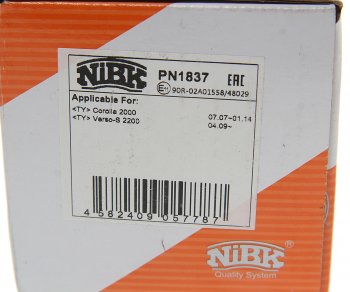 NiBK PN1837 EAC
E11 90R-02A01558/48029
Applicable For:
<TY> Corolla 2000 07.07~01.14
<TY> Verso-S 2200 04.09~
4 582409 057787
NiBK
Quality System